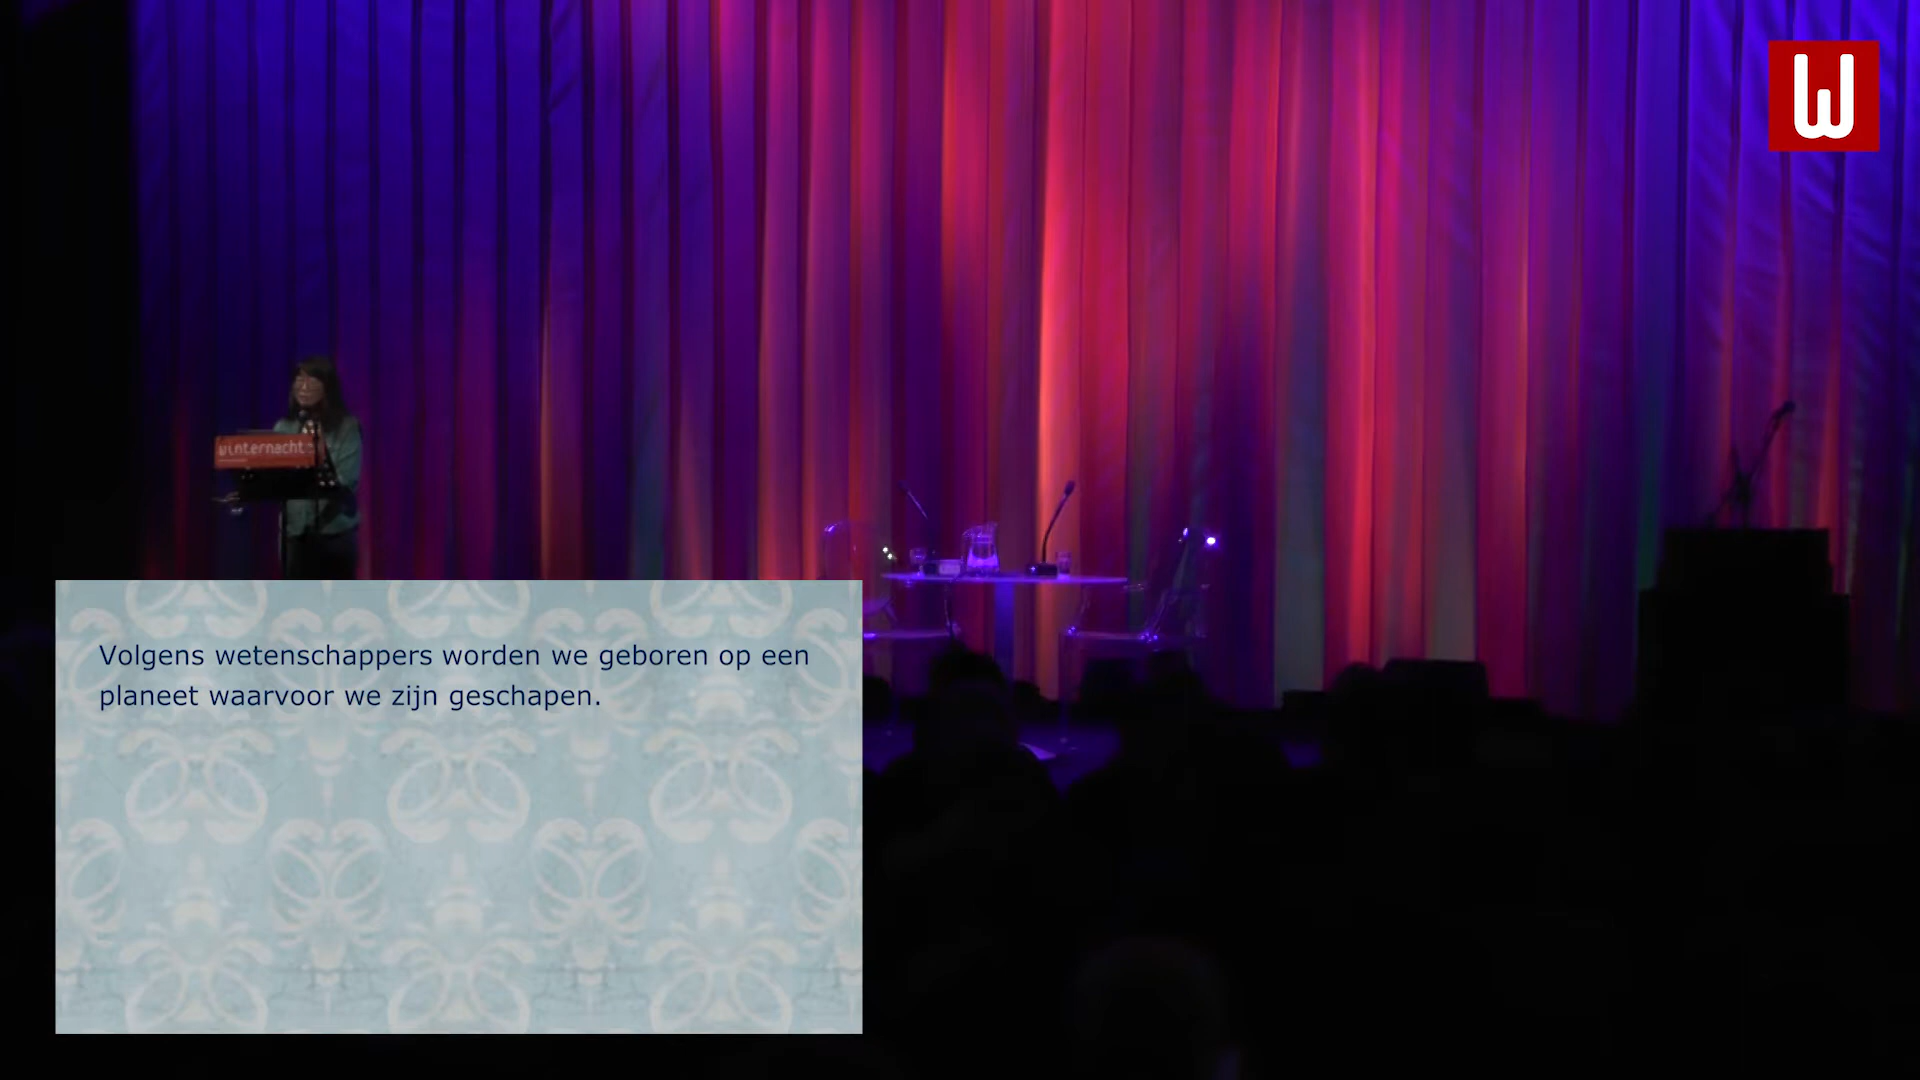 W
winternacht
Volgens wetenschappers worden we geboren op een
planeet waarvoor we zijn geschapen.